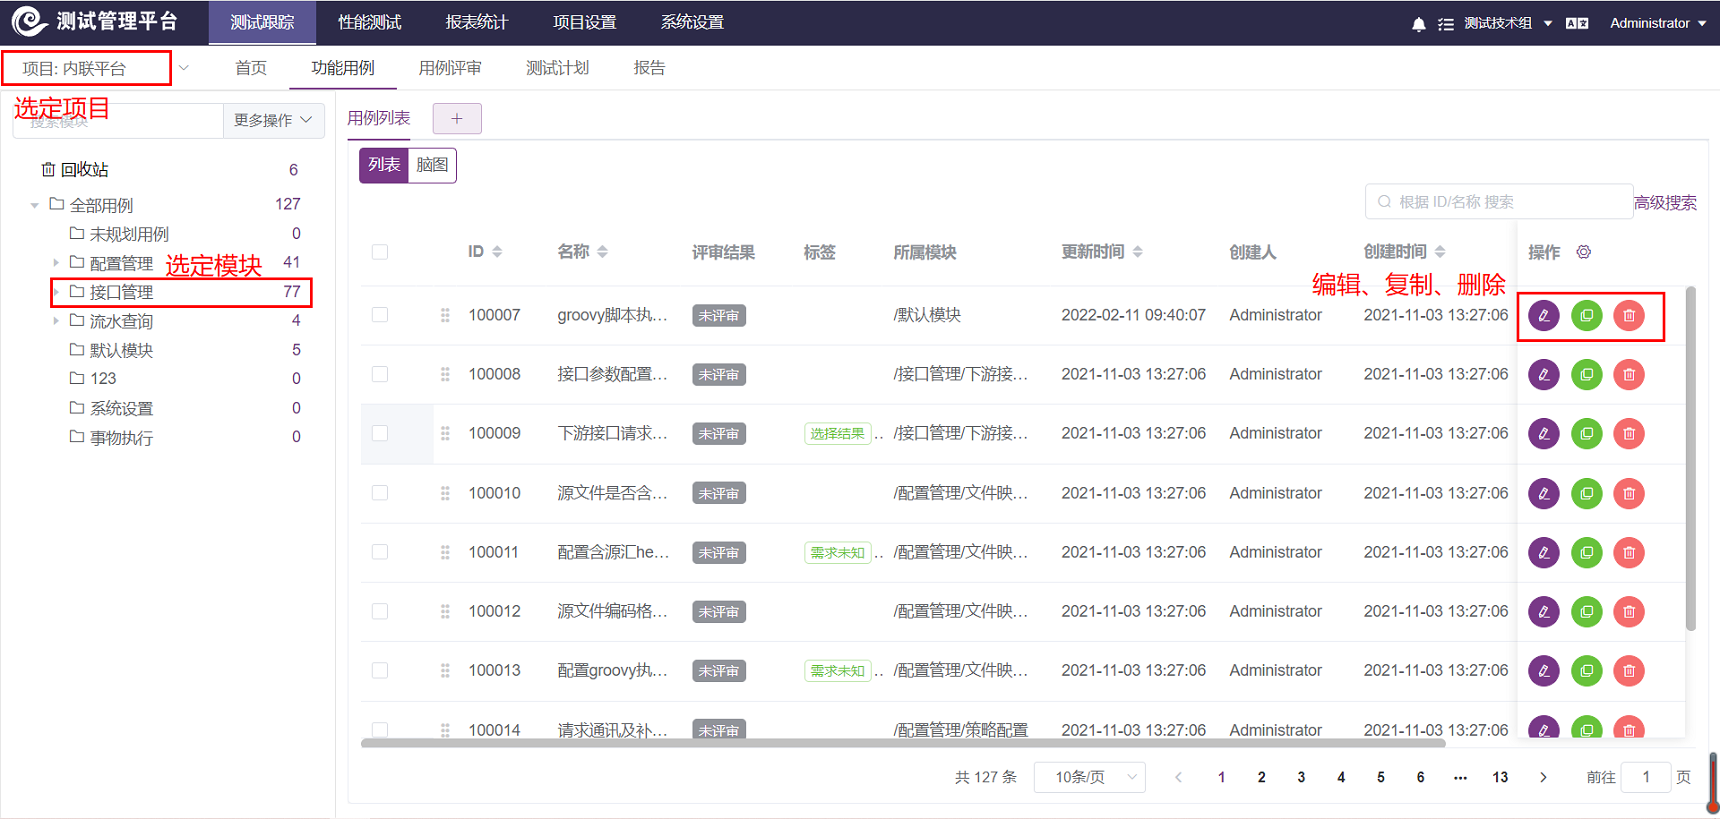 测试管理平台 测试跟踪 性能测试 报表统计 项目设置 系统设置 测试技术组 Administrator
项目: 内联平台 首页 功能用例 用例评审 测试计划 报告
选定项目
搜索模块 更多操作
用例列表 +
列表 脑图
回收站 6
全部用例 127
未规划用例 0
配置管理 41
选定模块
接口管理 77
流水查询 4
默认模块 5
123 0
系统设置 0
事物执行 0
根据 ID/名称 搜索 高级搜索
ID 名称 评审结果 标签 所属模块 更新时间 创建人 创建时间 操作
编辑、复制、删除
100007 groovy脚本执... 未评审 /默认模块 2022-02-11 09:40:07 Administrator 2021-11-03 13:27:06
100008 接口参数配置... 未评审 /接口管理/下游接... 2021-11-03 13:27:06 Administrator 2021-11-03 13:27:06
100009 下游接口请求... 未评审 选择结果 .. /接口管理/下游接... 2021-11-03 13:27:06 Administrator 2021-11-03 13:27:06
100010 源文件是否含... 未评审 /配置管理/文件映... 2021-11-03 13:27:06 Administrator 2021-11-03 13:27:06
100011 配置含源汇he... 未评审 需求未知 .. /配置管理/文件映... 2021-11-03 13:27:06 Administrator 2021-11-03 13:27:06
100012 源文件编码格... 未评审 /配置管理/文件映... 2021-11-03 13:27:06 Administrator 2021-11-03 13:27:06
100013 配置groovy执... 未评审 需求未知 .. /配置管理/文件映... 2021-11-03 13:27:06 Administrator 2021-11-03 13:27:06
100014 请求通讯及补... 未评审 /配置管理/策略配置 2021-11-03 13:27:06 Administrator 2021-11-03 13:27:06
共 127 条 10条/页 1 2 3 4 5 6 ••• 13 前往 1 页